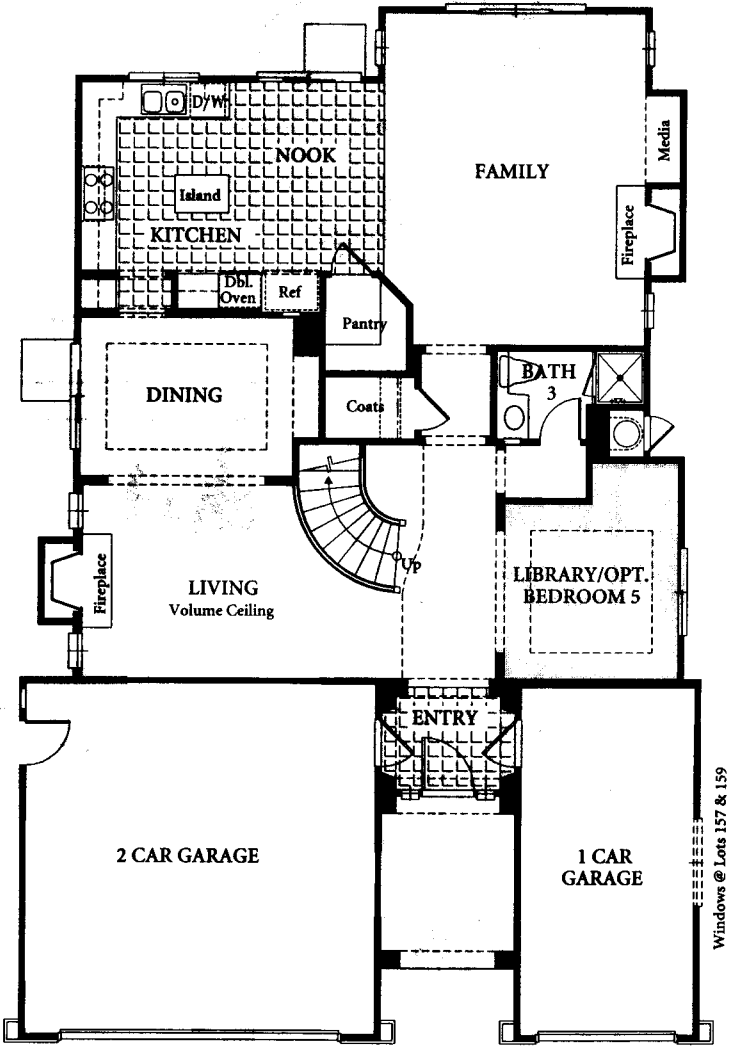 D/W
NOOK
FAMILY
Media
Island
KITCHEN
Fireplace
Dbl.
Oven
Ref
Pantry
BATH
3
DINING
Coats
Up
LIVING
Volume Ceiling
Fireplace
LIBRARY/OPT.
BEDROOM 5
ENTRY
2 CAR GARAGE
1 CAR
GARAGE
Windows @ Lots 157 & 159